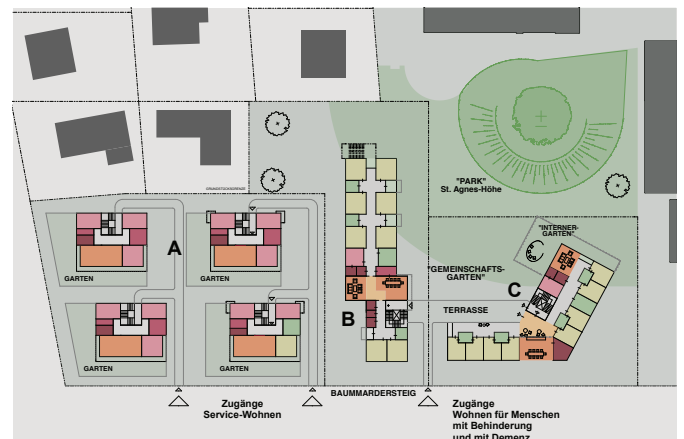 "PARK"
St. Agnes-Höhe
"INTERNER-
GARTEN"
A
GARTEN
GARTEN
"GEMEINSCHAFTS-
GARTEN"
C
TERRASSE
B
GARTEN
GARTEN
BAUMMARDERSTEIG
Zugänge
Service-Wohnen
Zugänge
Wohnen für Menschen
mit Behinderung
und mit Demenz